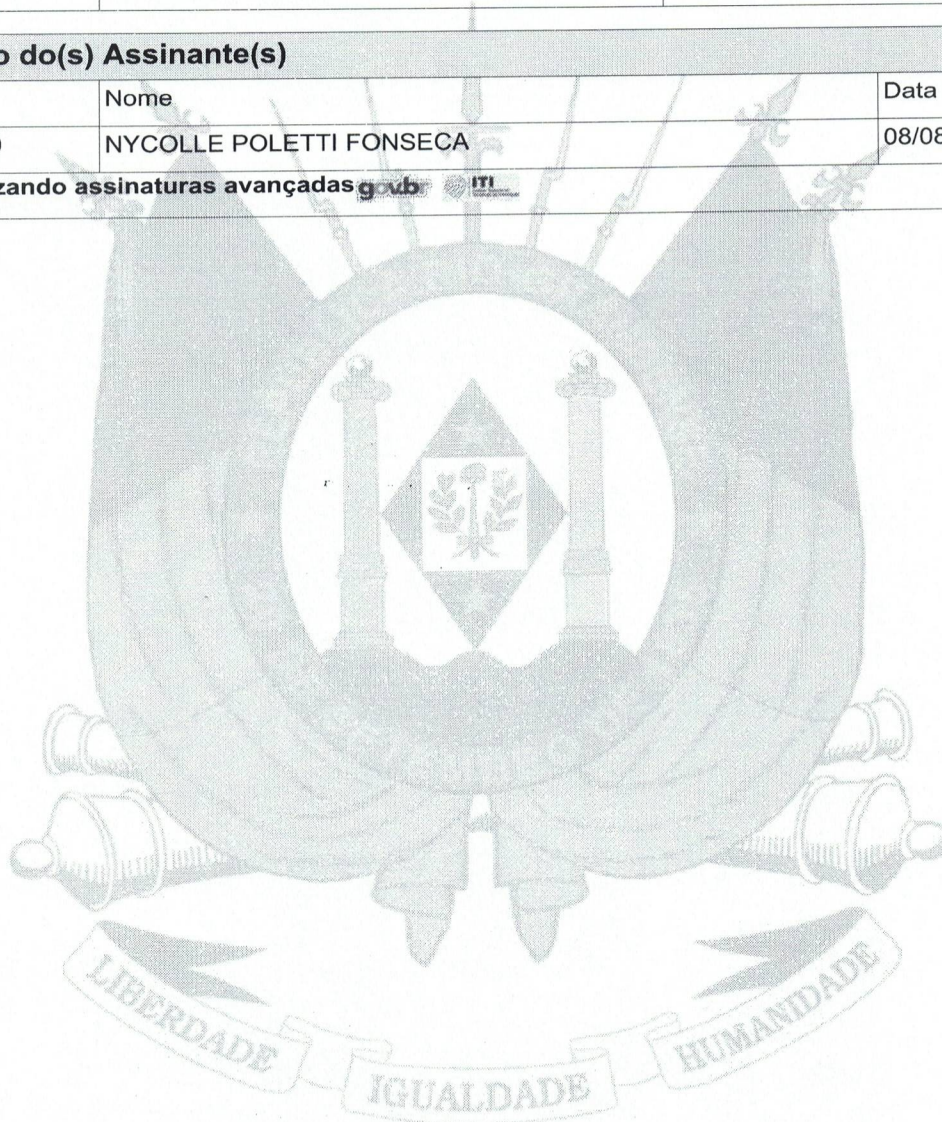 o do(s) Assinante(s)
Nome Data
NYCOLLE POLETTI FONSECA 08/08
zando assinaturas avançadas gov.br ITI
LIBERDADE IGUALDADE HUMANIDADE